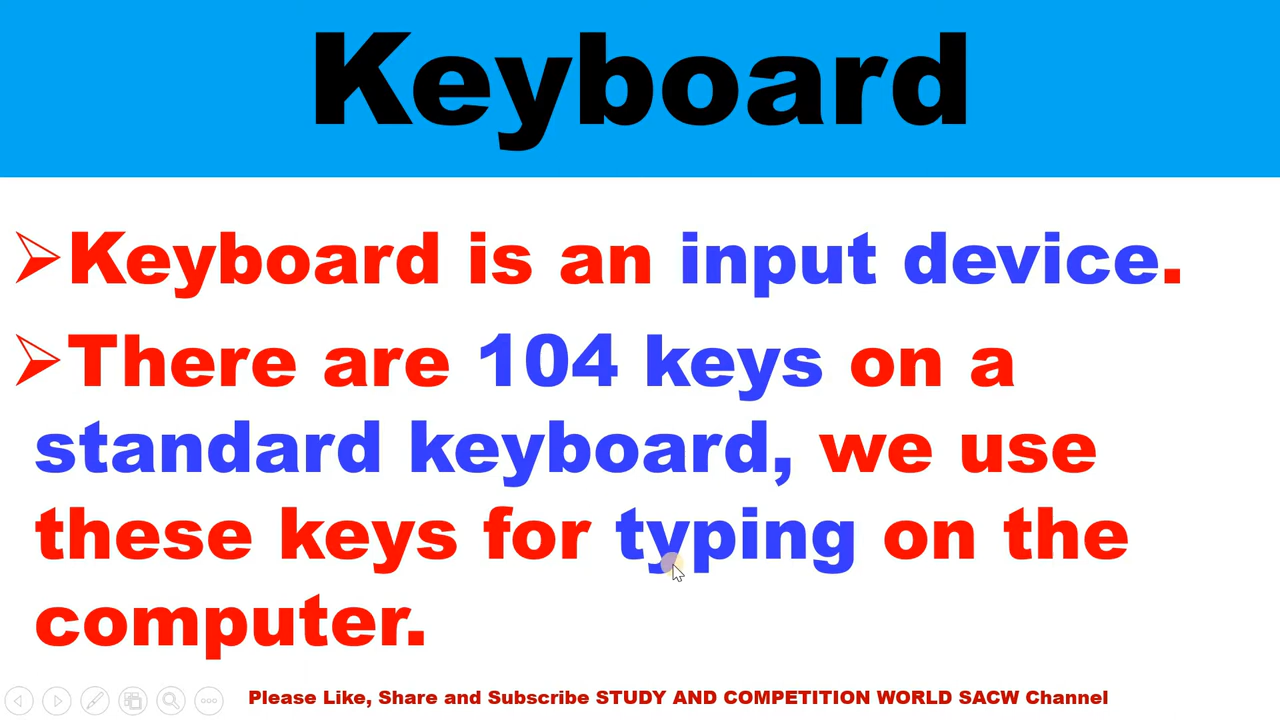 Keyboard
➢Keyboard is an input device.
➢There are 104 keys on a
standard keyboard, we use
these keys for typing on the
computer.
Please Like, Share and Subscribe STUDY AND COMPETITION WORLD SACW Channel